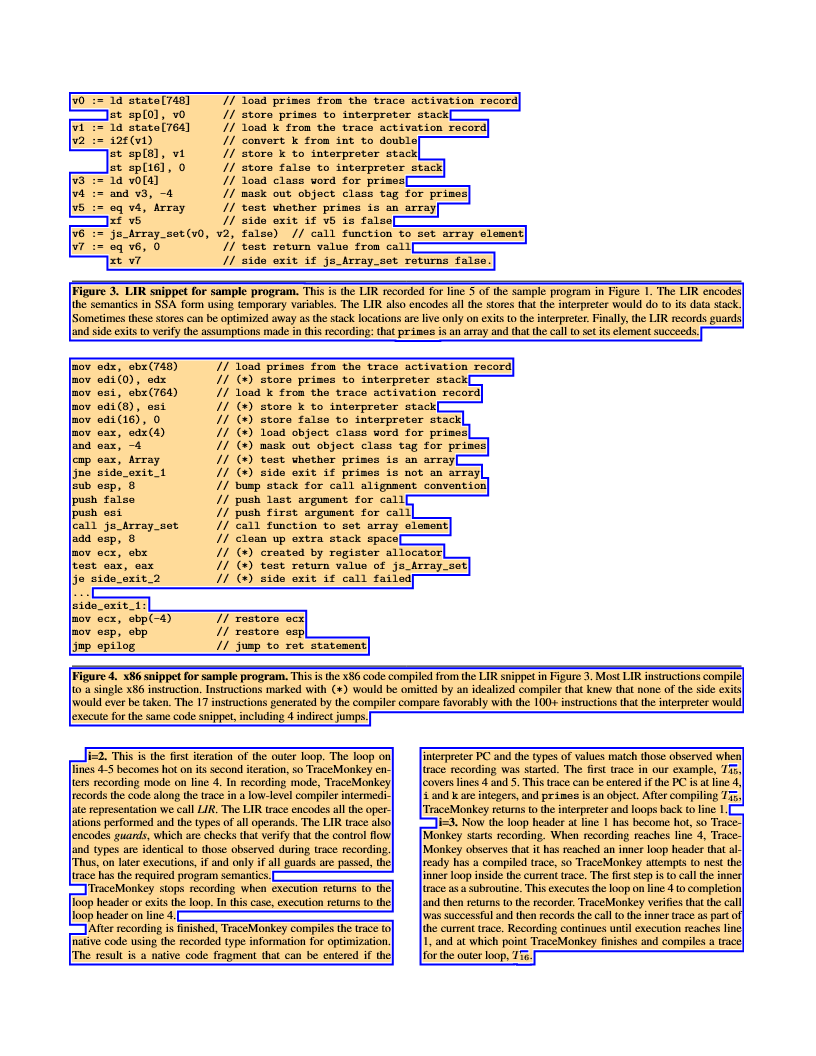 v0 := ld state[748]     // load primes from the trace activation record
      st sp[0], v0      // store primes to interpreter stack
v1 := ld state[764]     // load k from the trace activation record
v2 := i2f(v1)           // convert k from int to double
      st sp[8], v1      // store k to interpreter stack
      st sp[16], 0      // store false to interpreter stack
v3 := ld v0[4]          // load class word for primes
v4 := and v3, -4        // mask out object class tag for primes
v5 := eq v4, Array      // test whether primes is an array
      xf v5             // side exit if v5 is false
v6 := js_Array_set(v0, v2, false)  // call function to set array element
v7 := eq v6, 0          // test return value from call
      xt v7             // side exit if js_Array_set returns false.
Figure 3. LIR snippet for sample program. This is the LIR recorded for line 5 of the sample program in Figure 1. The LIR encodes
the semantics in SSA form using temporary variables. The LIR also encodes all the stores that the interpreter would do to its data stack.
Sometimes these stores can be optimized away as the stack locations are live only on exits to the interpreter. Finally, the LIR records guards
and side exits to verify the assumptions made in this recording: that primes is an array and that the call to set its element succeeds.
mov edx, ebx(748)      // load primes from the trace activation record
mov edi(0), edx        // (*) store primes to interpreter stack
mov esi, ebx(764)      // load k from the trace activation record
mov edi(8), esi        // (*) store k to interpreter stack
mov edi(16), 0         // (*) store false to interpreter stack
mov eax, edx(4)        // (*) load object class word for primes
and eax, -4            // (*) mask out object class tag for primes
cmp eax, Array         // (*) test whether primes is an array
jne side_exit_1        // (*) side exit if primes is not an array
sub esp, 8             // bump stack for call alignment convention
push false             // push last argument for call
push esi               // push first argument for call
call js_Array_set      // call function to set array element
add esp, 8             // clean up extra stack space
mov ecx, ebx           // (*) created by register allocator
test eax, eax          // (*) test return value of js_Array_set
je side_exit_2         // (*) side exit if call failed
...
side_exit_1:
mov ecx, ebp(-4)       // restore ecx
mov esp, ebp           // restore esp
jmp epilog             // jump to ret statement
Figure 4. x86 snippet for sample program. This is the x86 code compiled from the LIR snippet in Figure 3. Most LIR instructions compile
to a single x86 instruction. Instructions marked with (*) would be omitted by an idealized compiler that knew that none of the side exits
would ever be taken. The 17 instructions generated by the compiler compare favorably with the 100+ instructions that the interpreter would
execute for the same code snippet, including 4 indirect jumps.
i=2. This is the first iteration of the outer loop. The loop on
lines 4-5 becomes hot on its second iteration, so TraceMonkey en-
ters recording mode on line 4. In recording mode, TraceMonkey
records the code along the trace in a low-level compiler intermedi-
ate representation we call LIR. The LIR trace encodes all the oper-
ations performed and the types of all operands. The LIR trace also
encodes guards, which are checks that verify that the control flow
and types are identical to those observed during trace recording.
Thus, on later executions, if and only if all guards are passed, the
trace has the required program semantics.
TraceMonkey stops recording when execution returns to the
loop header or exits the loop. In this case, execution returns to the
loop header on line 4.
After recording is finished, TraceMonkey compiles the trace to
native code using the recorded type information for optimization.
The result is a native code fragment that can be entered if the
interpreter PC and the types of values match those observed when
trace recording was started. The first trace in our example, T45,
covers lines 4 and 5. This trace can be entered if the PC is at line 4,
i and k are integers, and primes is an object. After compiling T45,
TraceMonkey returns to the interpreter and loops back to line 1.
i=3. Now the loop header at line 1 has become hot, so Trace-
Monkey starts recording. When recording reaches line 4, Trace-
Monkey observes that it has reached an inner loop header that al-
ready has a compiled trace, so TraceMonkey attempts to nest the
inner loop inside the current trace. The first step is to call the inner
trace as a subroutine. This executes the loop on line 4 to completion
and then returns to the recorder. TraceMonkey verifies that the call
was successful and then records the call to the inner trace as part of
the current trace. Recording continues until execution reaches line
1, and at which point TraceMonkey finishes and compiles a trace
for the outer loop, T16.